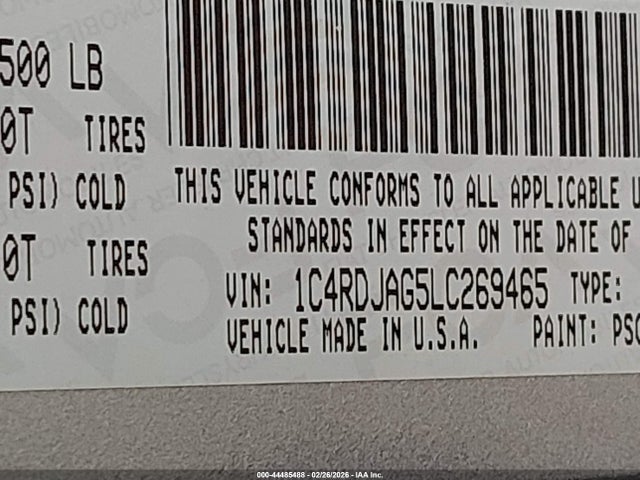 500 LB
0T TIRES
PSI) COLD
0T TIRES
PSI) COLD
THIS VEHICLE CONFORMS TO ALL APPLICABLE U
STANDARDS IN EFFECT ON THE DATE OF
VIN: 1C4RDJAG5LC269465 TYPE:
VEHICLE MADE IN U.S.A. PAINT: PSC
000-44485488 - 02/26/2026 - IAA Inc.